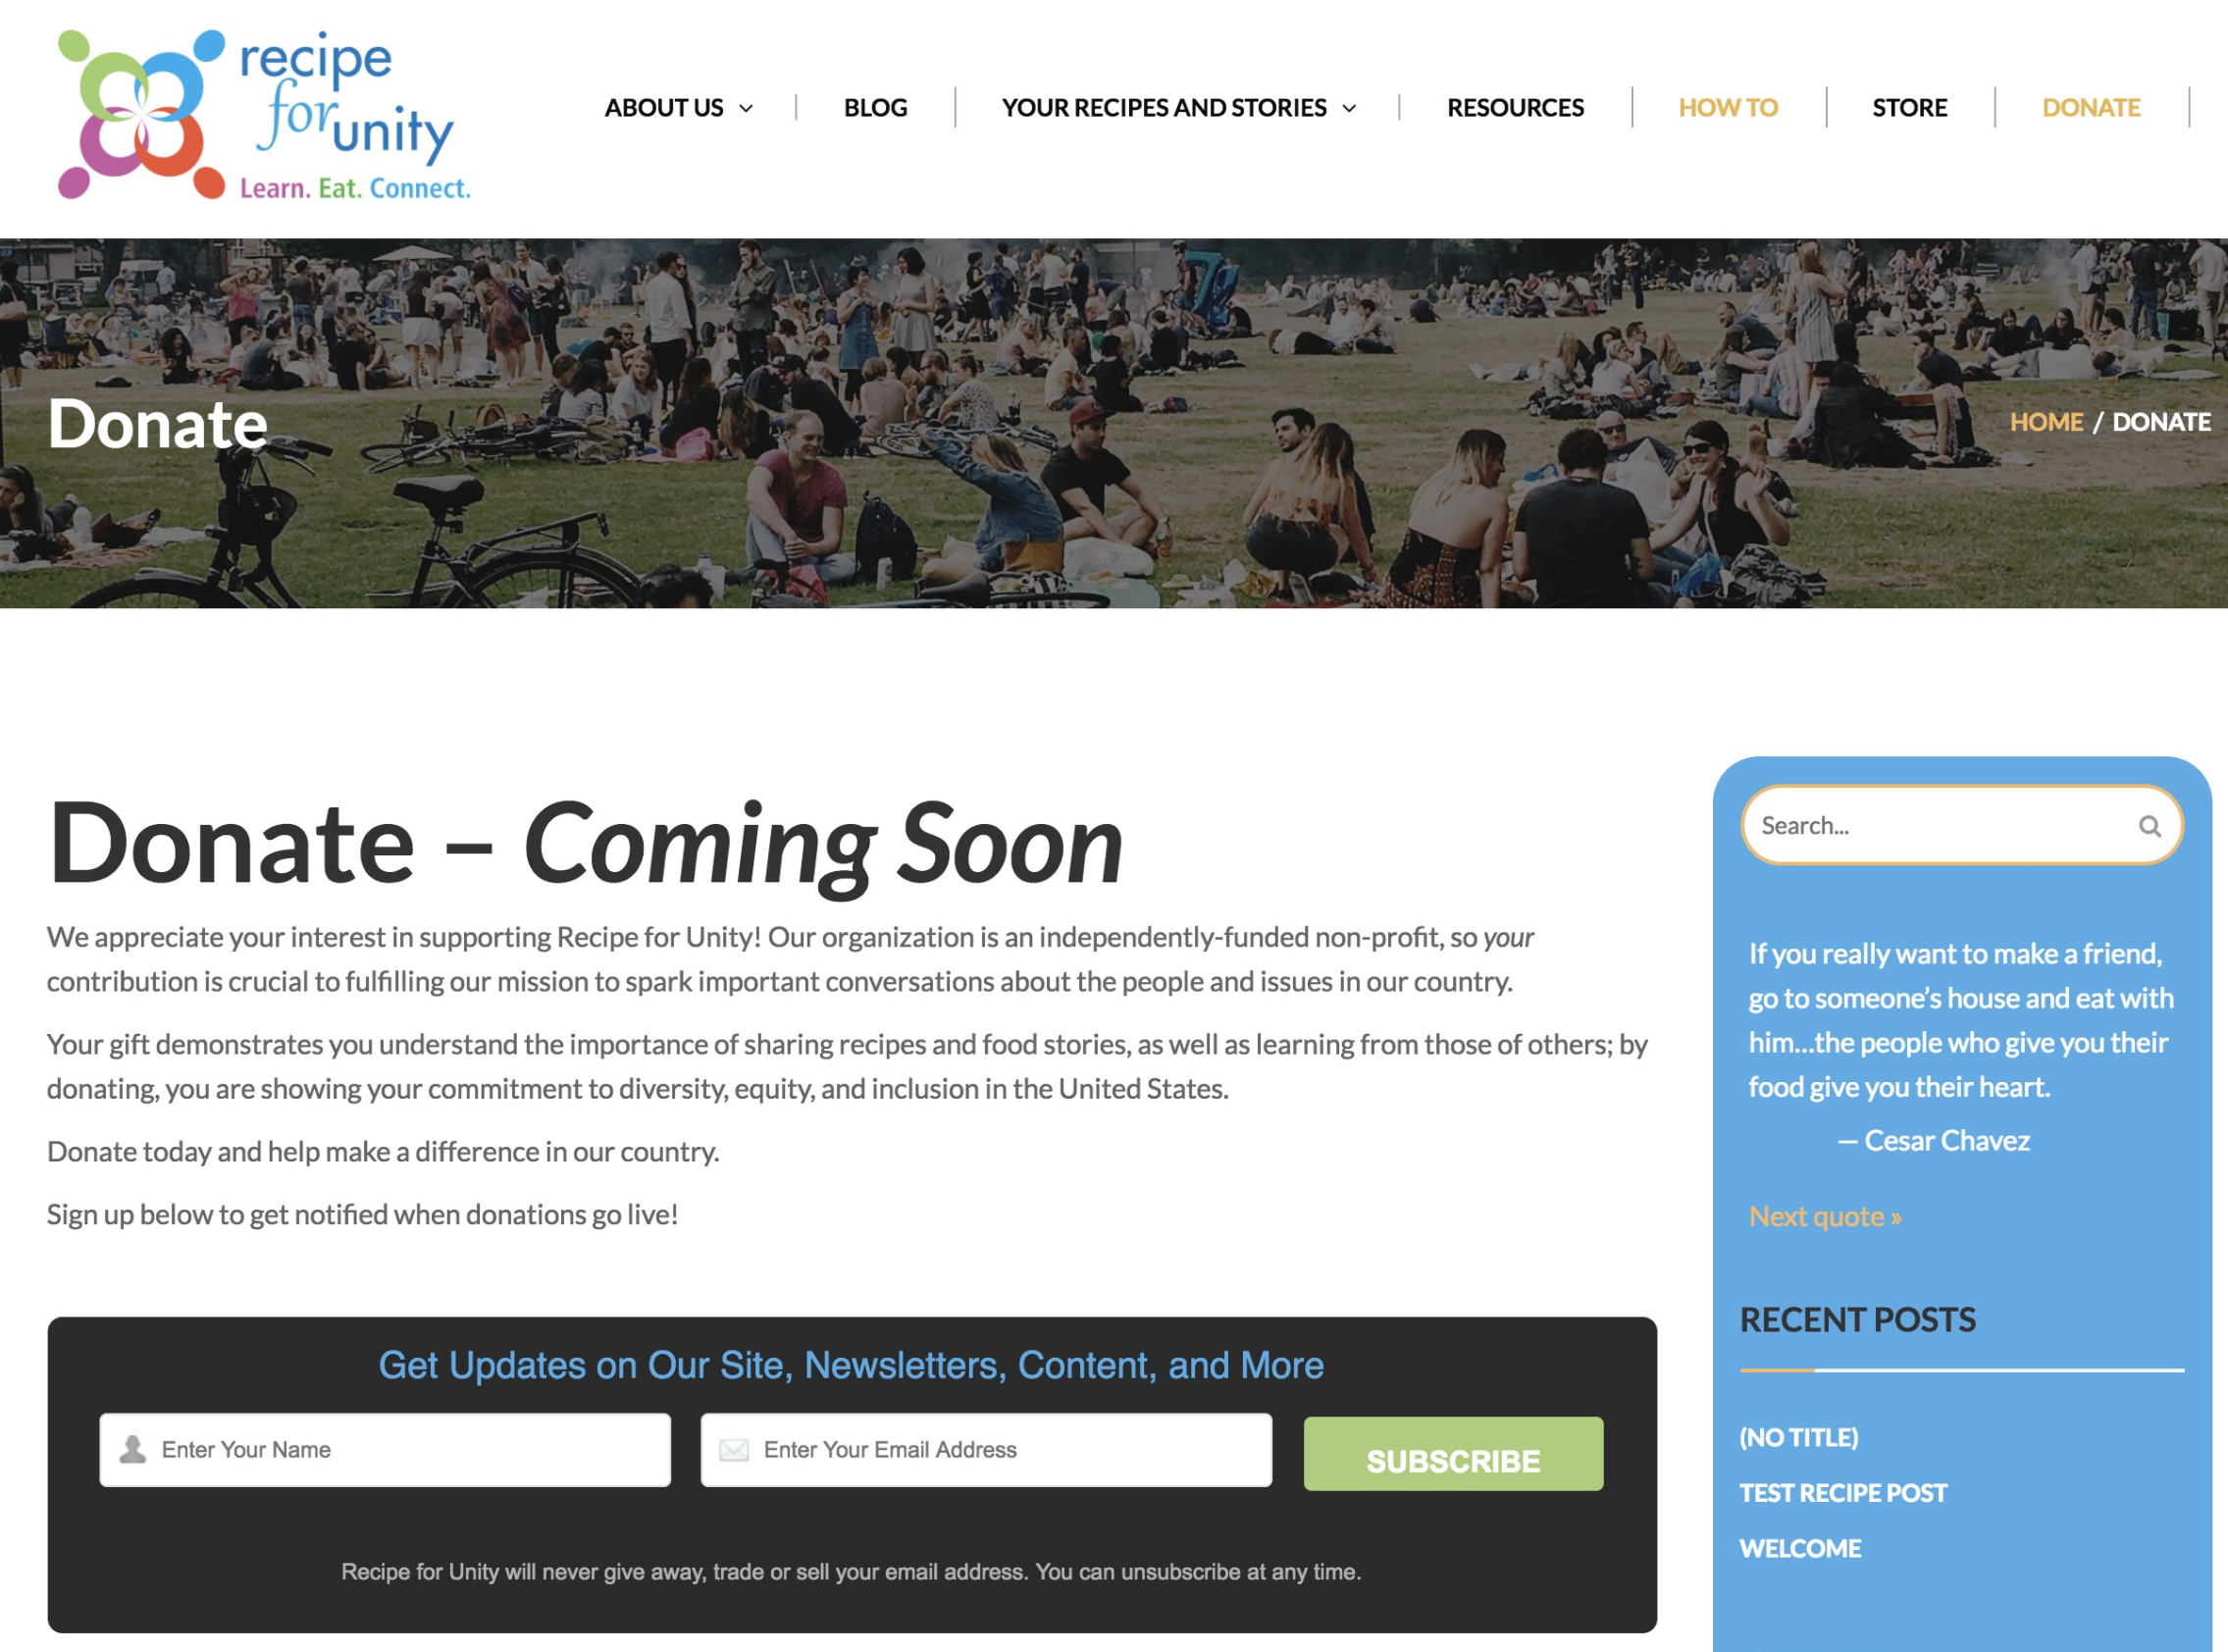 recipe
for unity
Learn. Eat. Connect.
ABOUT US
BLOG
YOUR RECIPES AND STORIES
RESOURCES
HOW TO
STORE
DONATE
Donate
HOME / DONATE
Donate – Coming Soon
We appreciate your interest in supporting Recipe for Unity! Our organization is an independently-funded non-profit, so your
contribution is crucial to fulfilling our mission to spark important conversations about the people and issues in our country.
Your gift demonstrates you understand the importance of sharing recipes and food stories, as well as learning from those of others; by
donating, you are showing your commitment to diversity, equity, and inclusion in the United States.
Donate today and help make a difference in our country.
Sign up below to get notified when donations go live!
Get Updates on Our Site, Newsletters, Content, and More
Enter Your Name
Enter Your Email Address
SUBSCRIBE
Recipe for Unity will never give away, trade or sell your email address. You can unsubscribe at any time.
Search...
If you really want to make a friend,
go to someone’s house and eat with
him…the people who give you their
food give you their heart.
— Cesar Chavez
Next quote »
RECENT POSTS
(NO TITLE)
TEST RECIPE POST
WELCOME